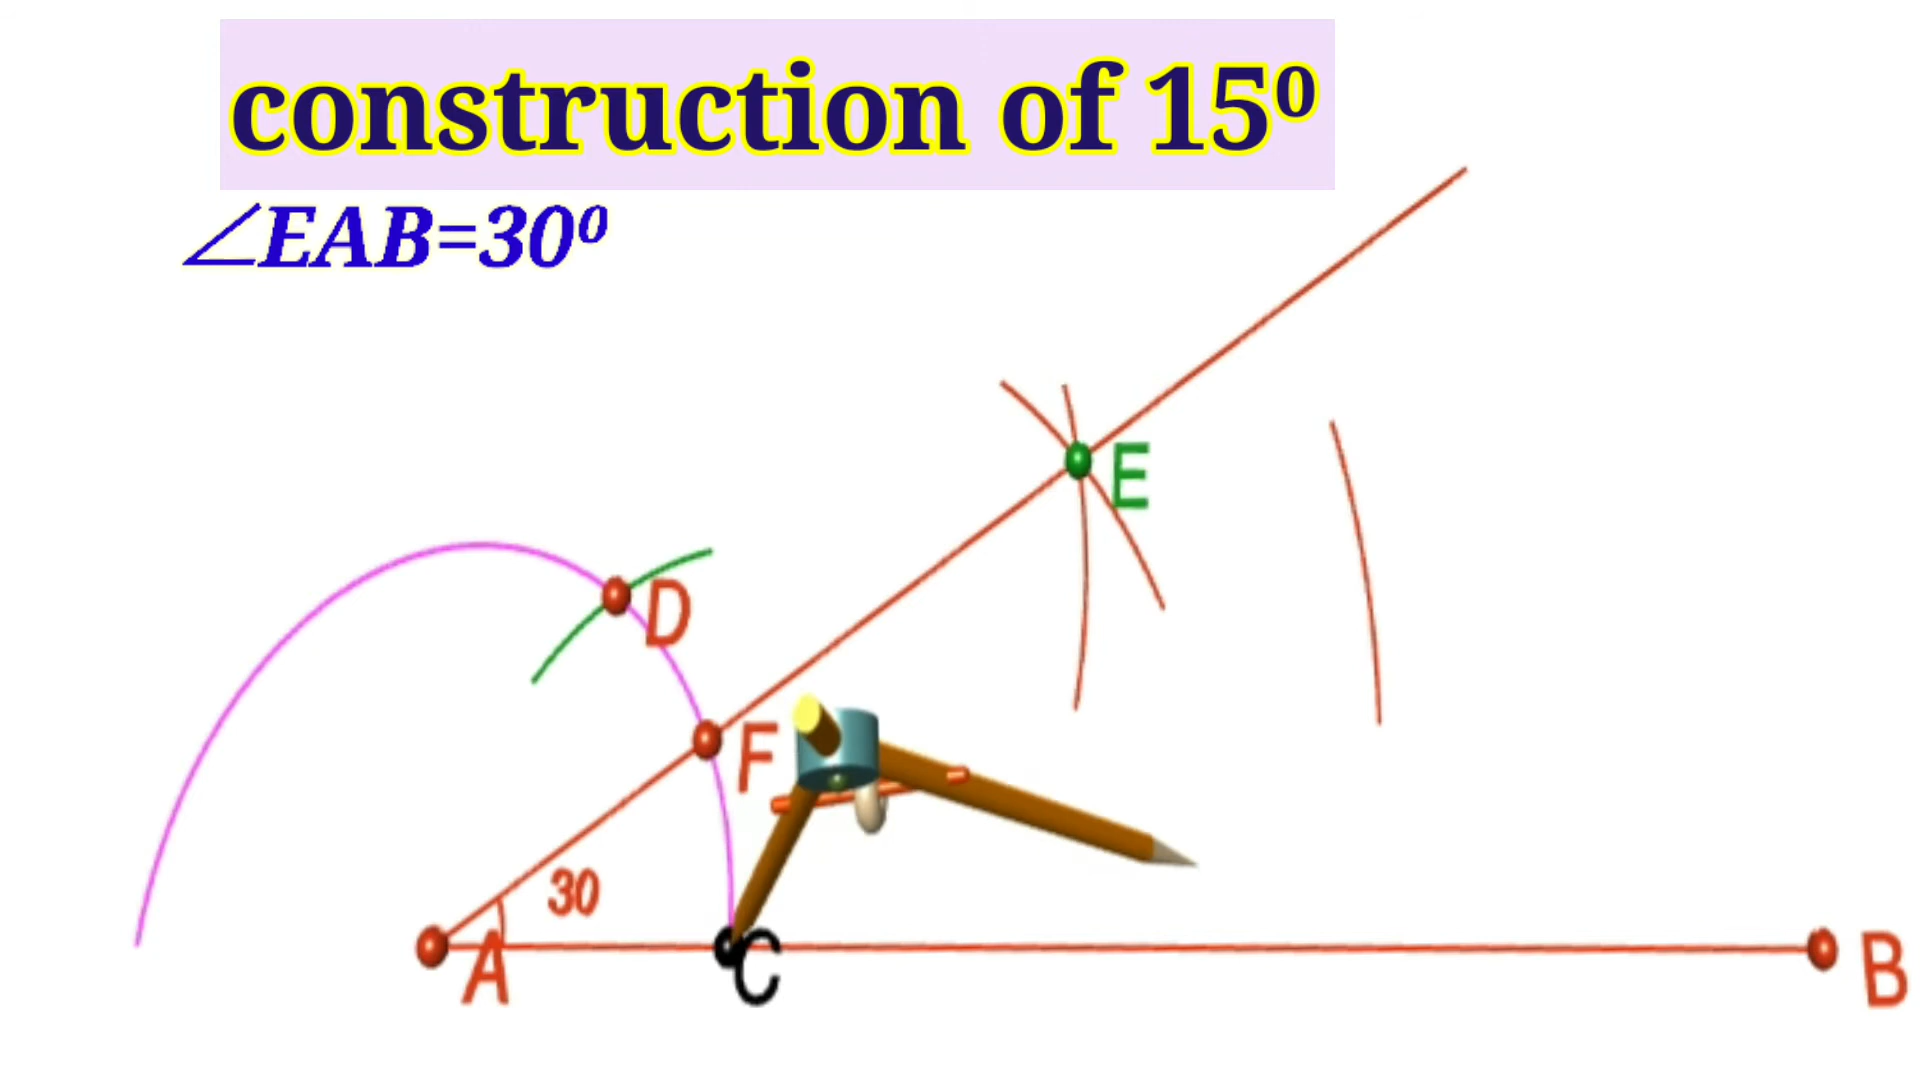 construction of 15⁰
∠EAB=30⁰
E
D
F
30
A
C
B